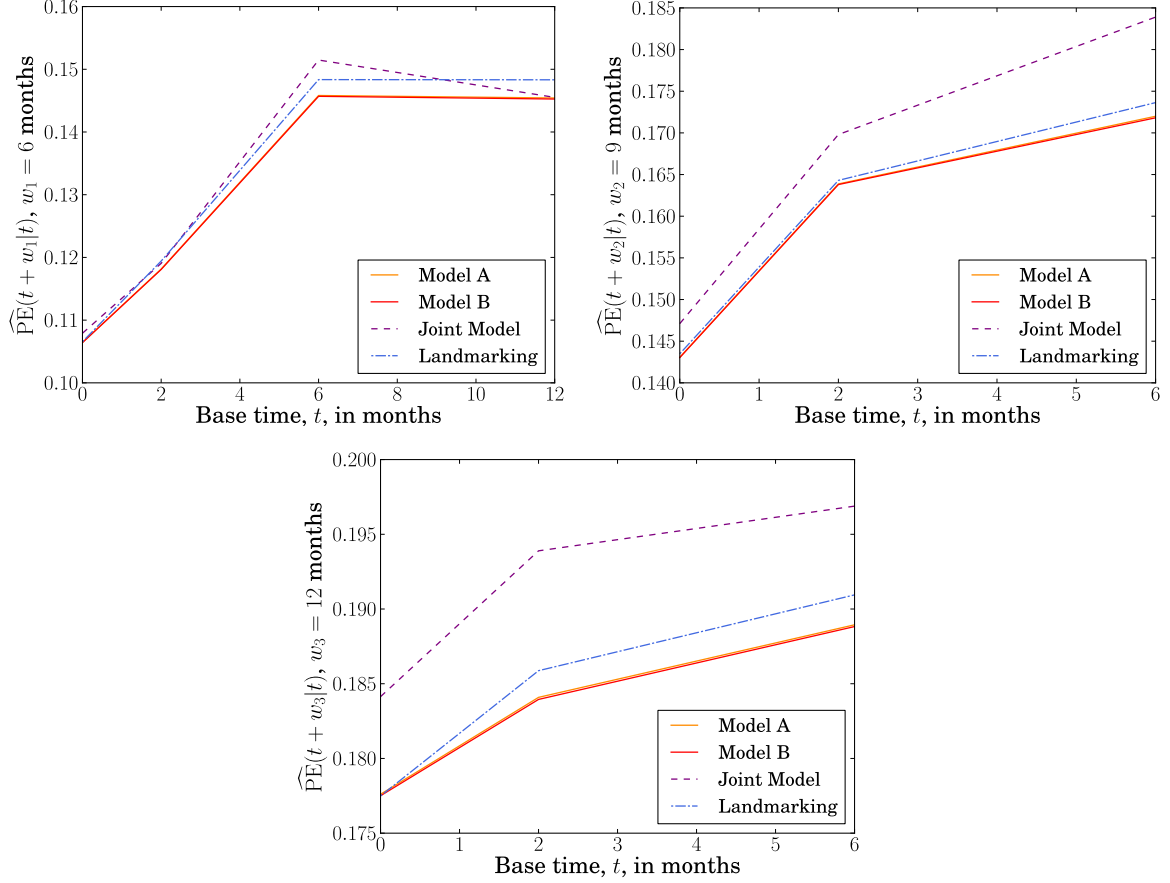 0.16
0.15
0.14
0.13
0.12
0.11
0.10
0 2 4 6 8 10 12
Base time, t, in months
P̂E(t + w₁|t), w₁ = 6 months
Model A
Model B
Joint Model
Landmarking
0.185
0.180
0.175
0.170
0.165
0.160
0.155
0.150
0.145
0.140
0 1 2 3 4 5 6
Base time, t, in months
P̂E(t + w₂|t), w₂ = 9 months
Model A
Model B
Joint Model
Landmarking
0.200
0.195
0.190
0.185
0.180
0.175
0 1 2 3 4 5 6
Base time, t, in months
P̂E(t + w₃|t), w₃ = 12 months
Model A
Model B
Joint Model
Landmarking